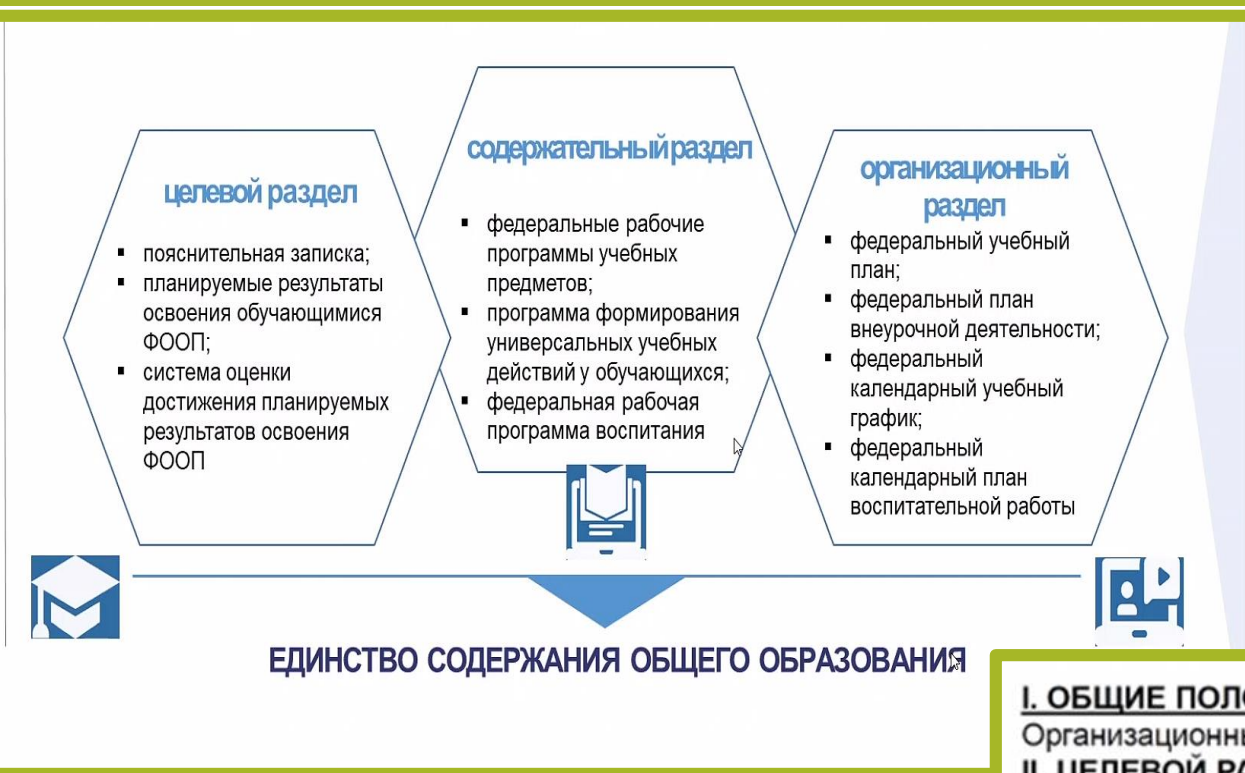 целевой раздел
▪ пояснительная записка;
▪ планируемые результаты
освоения обучающимися
ФООП;
▪ система оценки
достижения планируемых
результатов освоения
ФООП
содержательный раздел
▪ федеральные рабочие
программы учебных
предметов;
▪ программа формирования
универсальных учебных
действий у обучающихся;
▪ федеральная рабочая
программа воспитания
организационный
раздел
▪ федеральный учебный
план;
▪ федеральный план
внеурочной деятельности;
▪ федеральный
календарный учебный
график;
▪ федеральный
календарный план
воспитательной работы
ЕДИНСТВО СОДЕРЖАНИЯ ОБЩЕГО ОБРАЗОВАНИЯ
I. ОБЩИЕ
II. ЦЕЛЕВОЙ